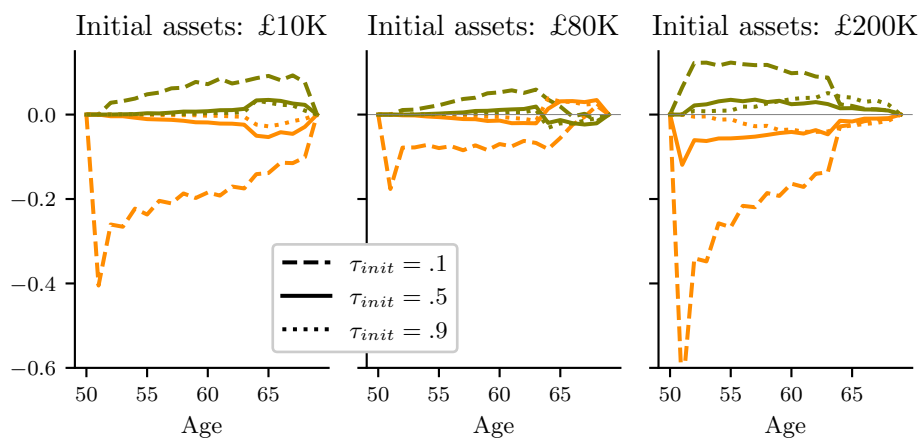 Initial assets: £10K
Initial assets: £80K
Initial assets: £200K
0.0
−0.2
−0.4
−0.6
τinit = .1
τinit = .5
τinit = .9
50 55 60 65
50 55 60 65
50 55 60 65
Age
Age
Age